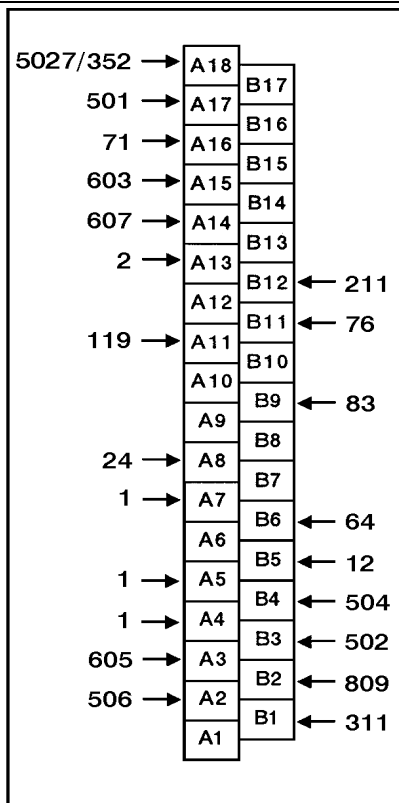 5027/352 A18
B17
501 A17
B16
71 A16
B15
603 A15
B14
607 A14
B13
2 A13
B12 211
A12
B11 76
119 A11
B10
A10
B9 83
A9
B8
24 A8
B7
1 A7
B6 64
A6
B5 12
1 A5
B4 504
1 A4
B3 502
605 A3
B2 809
506 A2
B1 311
A1